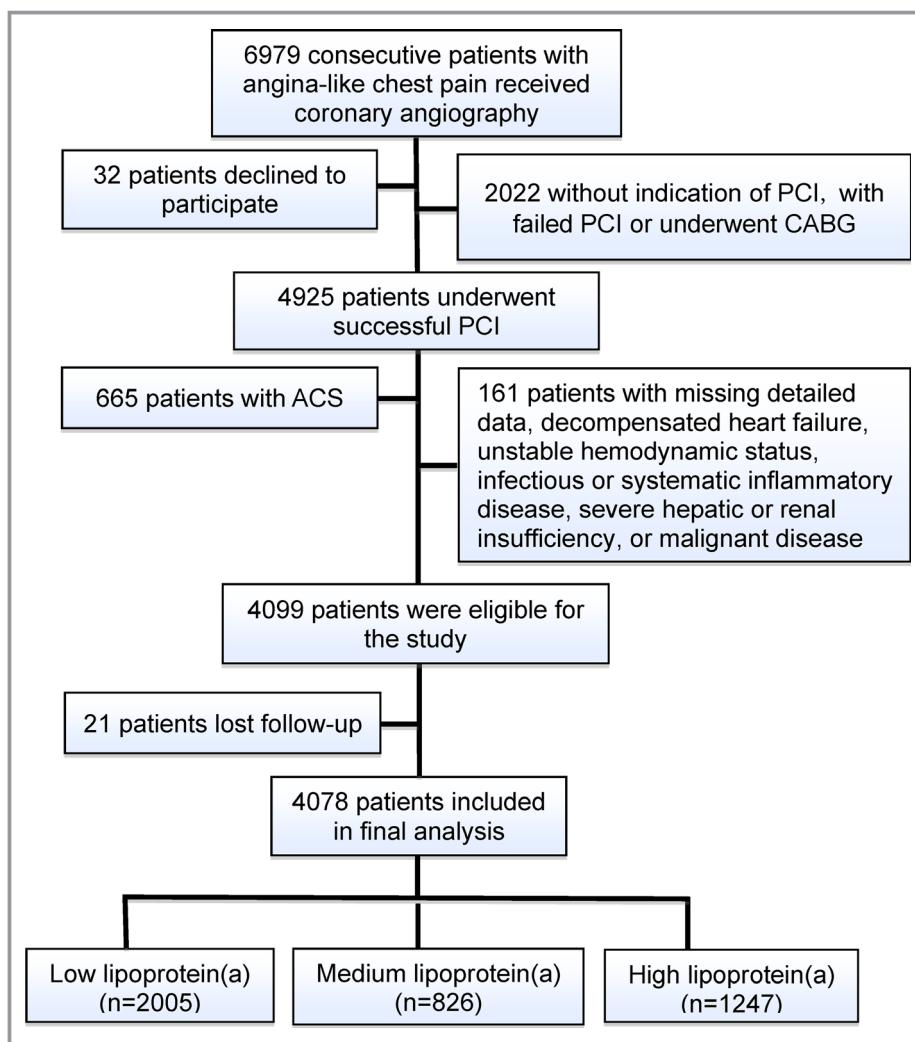 6979 consecutive patients with
angina-like chest pain received
coronary angiography
32 patients declined to
participate
2022 without indication of PCI, with
failed PCI or underwent CABG
4925 patients underwent
successful PCI
665 patients with ACS
161 patients with missing detailed
data, decompensated heart failure,
unstable hemodynamic status,
infectious or systematic inflammatory
disease, severe hepatic or renal
insufficiency, or malignant disease
4099 patients were eligible for
the study
21 patients lost follow-up
4078 patients included
in final analysis
Low lipoprotein(a)
(n=2005)
Medium lipoprotein(a)
(n=826)
High lipoprotein(a)
(n=1247)